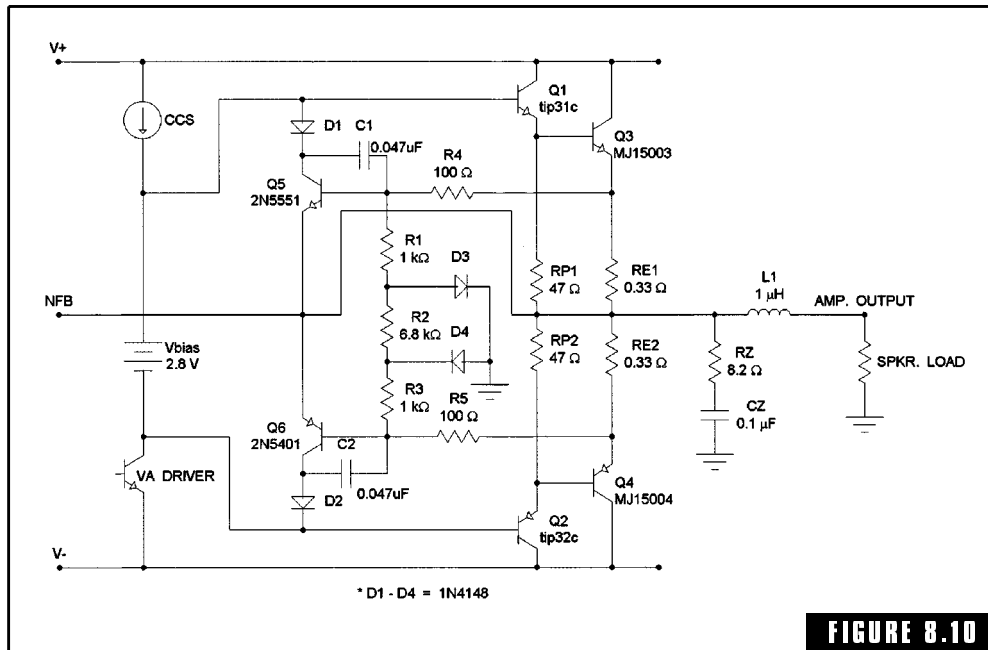 V+
CCS
Q1
tip31c
D1
C1
0.047uF
Q3
MJ15003
R4
100 Ω
Q5
2N5551
R1
1 kΩ
D3
RP1
47 Ω
RE1
0.33 Ω
L1
1 μH
AMP. OUTPUT
NFB
R2
6.8 kΩ
D4
Vbias
2.8 V
RP2
47 Ω
RE2
0.33 Ω
RZ
8.2 Ω
SPKR. LOAD
R3
1 kΩ
R5
100 Ω
CZ
0.1 μF
Q6
2N5401
C2
0.047uF
VA DRIVER
D2
Q4
MJ15004
Q2
tip32c
V-
* D1 - D4 = 1N4148
FIGURE 8.10